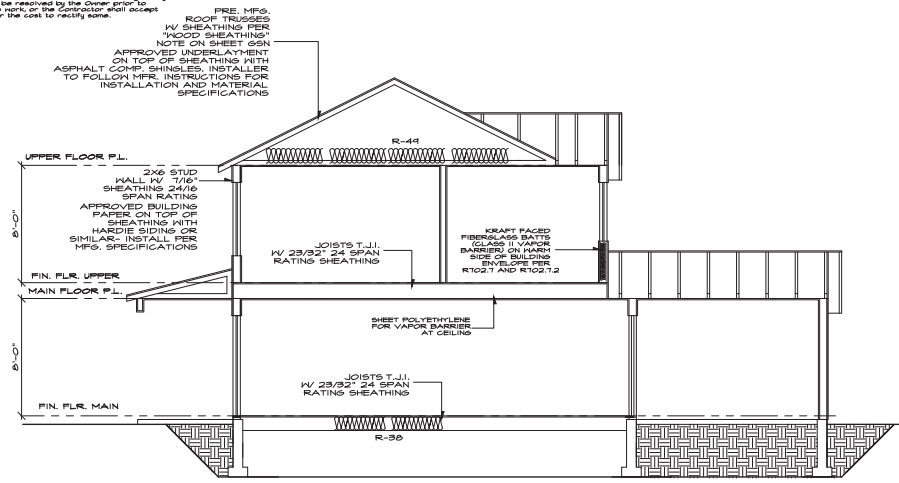 be resolved by the Owner prior to
work, or the Contractor shall accept
r the cost to rectify same.
PRE. MFG.
ROOF TRUSSES
W/ SHEATHING PER
"WOOD SHEATHING"
NOTE ON SHEET GSN
APPROVED UNDERLAYMENT
ON TOP OF SHEATHING WITH
ASPHALT COMP. SHINGLES. INSTALLER
TO FOLLOW MFR. INSTRUCTIONS FOR
INSTALLATION AND MATERIAL
SPECIFICATIONS
R-49
UPPER FLOOR P.L.
2X6 STUD
WALL W/ 7/16"
SHEATHING 24/16
SPAN RATING
APPROVED BUILDING
PAPER ON TOP OF
SHEATHING WITH
HARDIE SIDING OR
SIMILAR- INSTALL PER
MFG. SPECIFICATIONS
8'-0"
JOISTS T.J.I.
W/ 23/32" 24 SPAN
RATING SHEATHING
KRAFT FACED
FIBERGLASS BATTS
(CLASS II VAPOR
BARRIER) ON WARM
SIDE OF BUILDING
ENVELOPE PER
R702.7 AND R702.7.2
FIN. FLR. UPPER
MAIN FLOOR P.L.
SHEET POLYETHYLENE
FOR VAPOR BARRIER
AT CEILING
8'-0"
JOISTS T.J.I.
W/ 23/32" 24 SPAN
RATING SHEATHING
FIN. FLR. MAIN
R-38